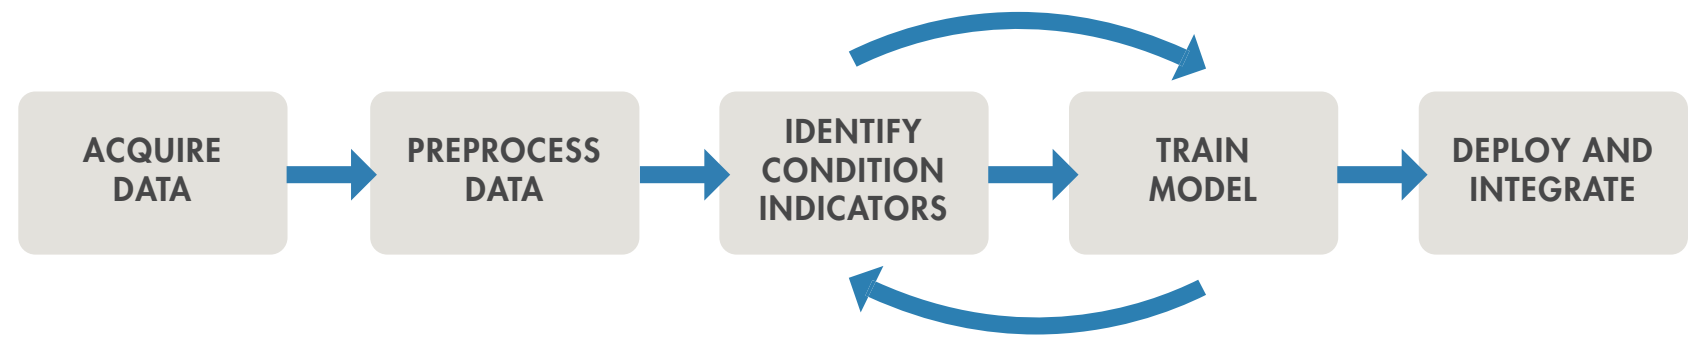 ACQUIRE
DATA
PREPROCESS
DATA
IDENTIFY
CONDITION
INDICATORS
TRAIN
MODEL
DEPLOY AND
INTEGRATE